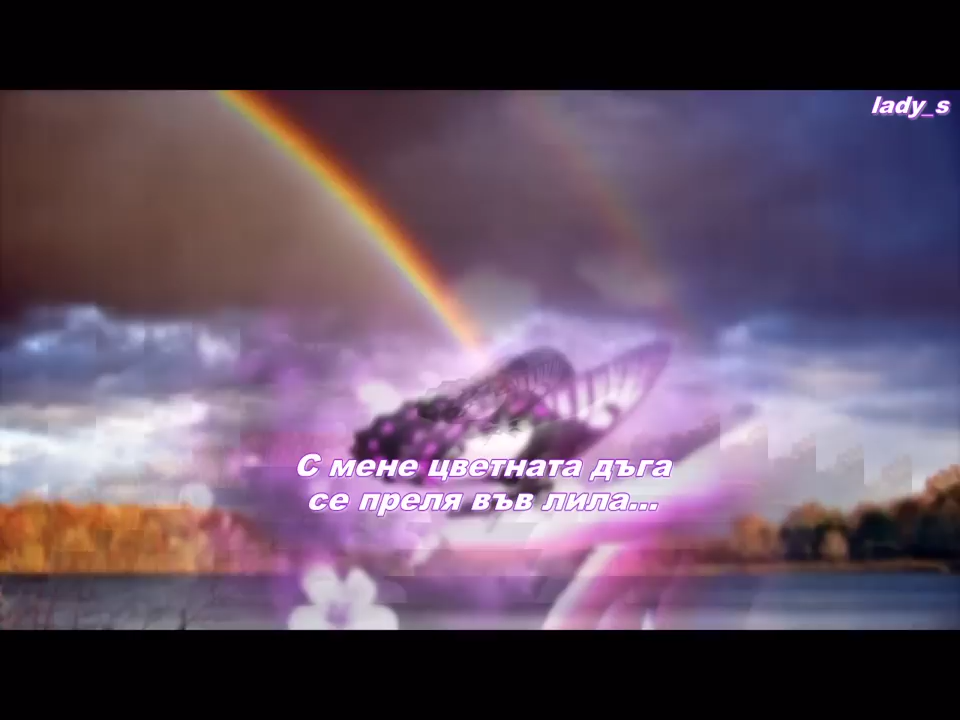 lady_s
С мене цветната дъга
се преля във лила...